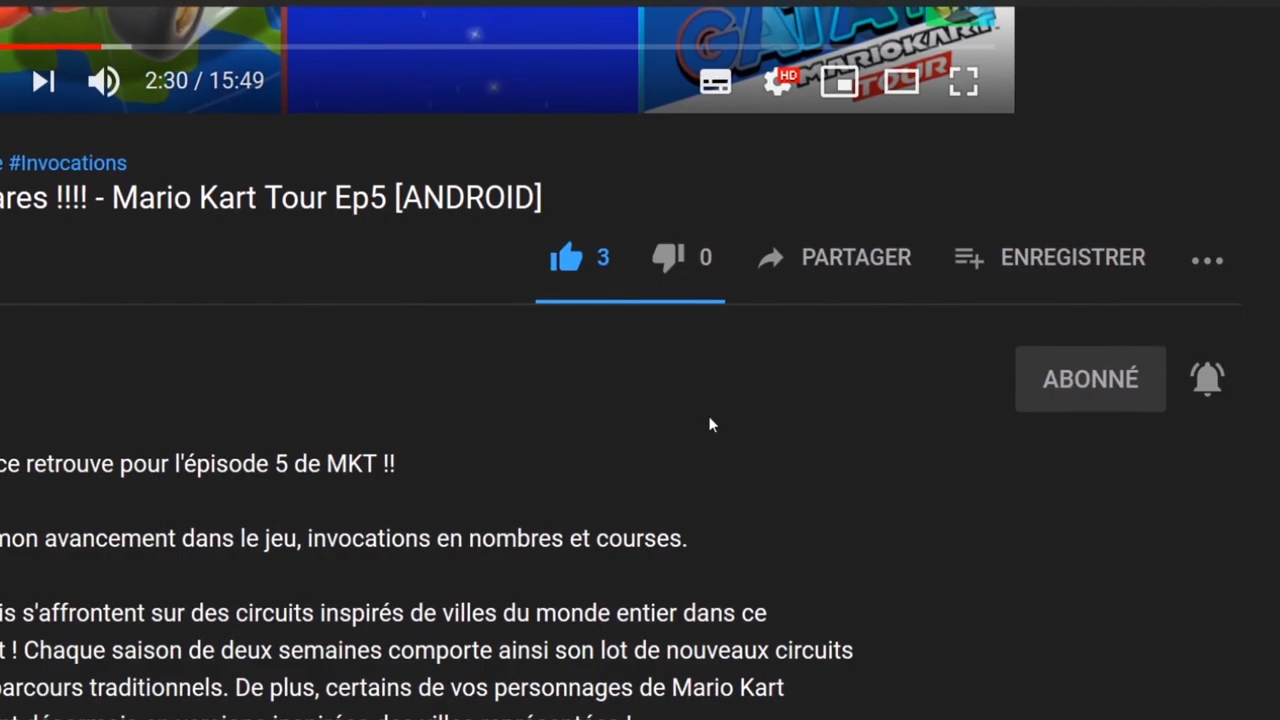 GATA
MARIOKART
TOUR
2:30 / 15:49
HD
#Invocations
ares !!!! - Mario Kart Tour Ep5 [ANDROID]
3 0 PARTAGER ENREGISTRER
ABONNÉ
ce retrouve pour l'épisode 5 de MKT !!
mon avancement dans le jeu, invocations en nombres et courses.
is s'affrontent sur des circuits inspirés de villes du monde entier dans ce
t ! Chaque saison de deux semaines comporte ainsi son lot de nouveaux circuits
parcours traditionnels. De plus, certains de vos personnages de Mario Kart